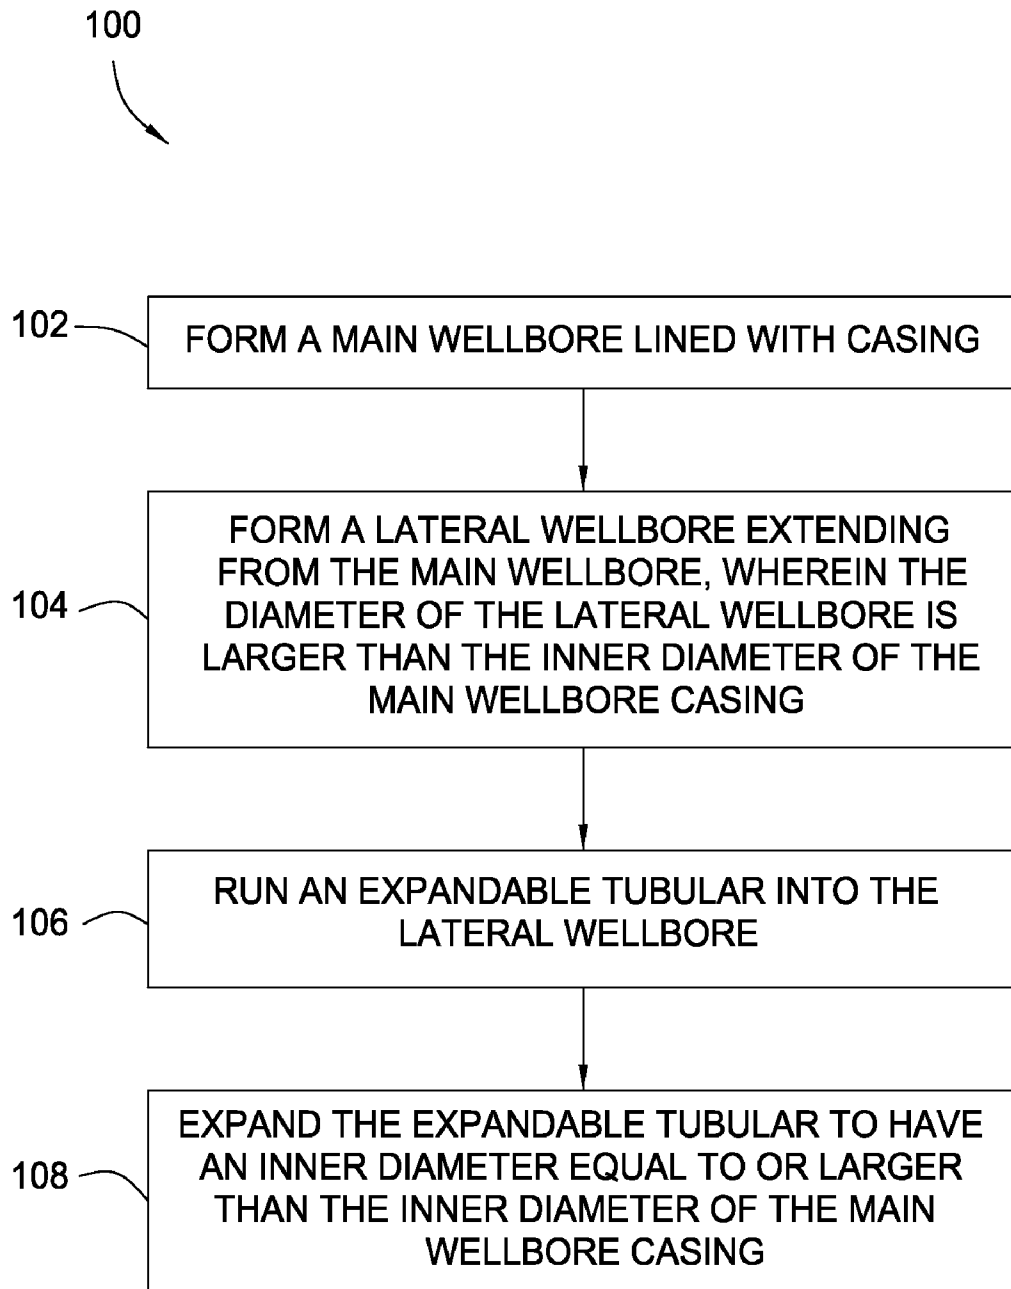 100
102
FORM A MAIN WELLBORE LINED WITH CASING
104
FORM A LATERAL WELLBORE EXTENDING
FROM THE MAIN WELLBORE, WHEREIN THE
DIAMETER OF THE LATERAL WELLBORE IS
LARGER THAN THE INNER DIAMETER OF THE
MAIN WELLBORE CASING
106
RUN AN EXPANDABLE TUBULAR INTO THE
LATERAL WELLBORE
108
EXPAND THE EXPANDABLE TUBULAR TO HAVE
AN INNER DIAMETER EQUAL TO OR LARGER
THAN THE INNER DIAMETER OF THE MAIN
WELLBORE CASING